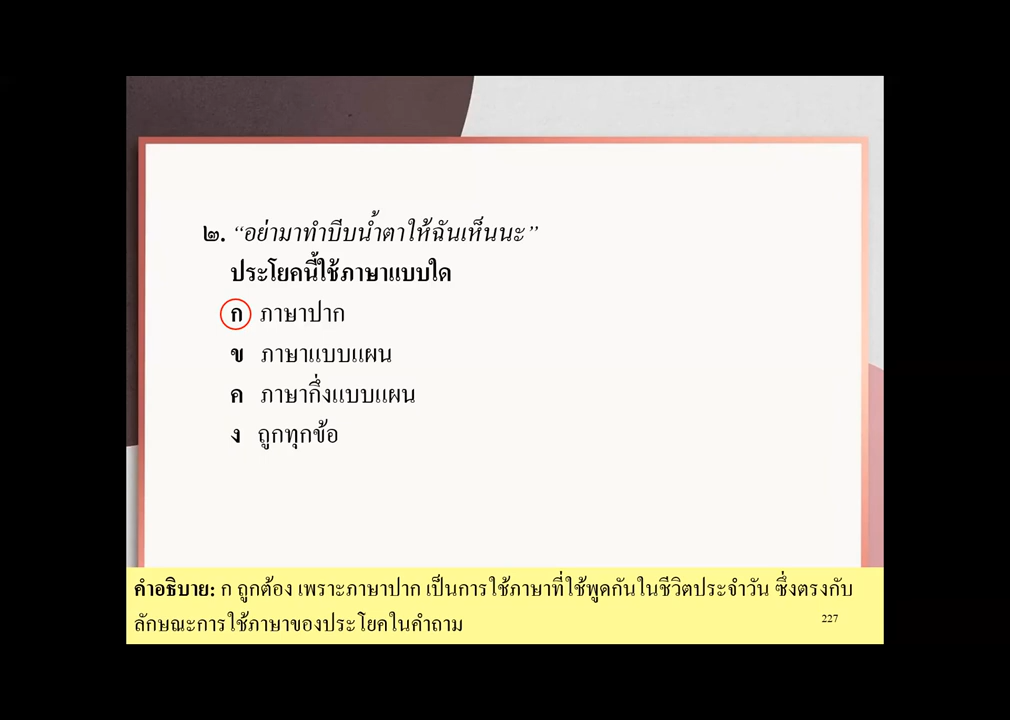 ๒. “อย่ามาทำบีบน้ำตาให้ฉันเห็นนะ”
ประโยคนี้ใช้ภาษาแบบใด
ก ภาษาปาก
ข ภาษาแบบแผน
ค ภาษากึ่งแบบแผน
ง ถูกทุกข้อ
คำอธิบาย: ก ถูกต้อง เพราะภาษาปาก เป็นการใช้ภาษาที่ใช้พูดกันในชีวิตประจำวัน ซึ่งตรงกับ
ลักษณะการใช้ภาษาของประโยคในคำถาม
227